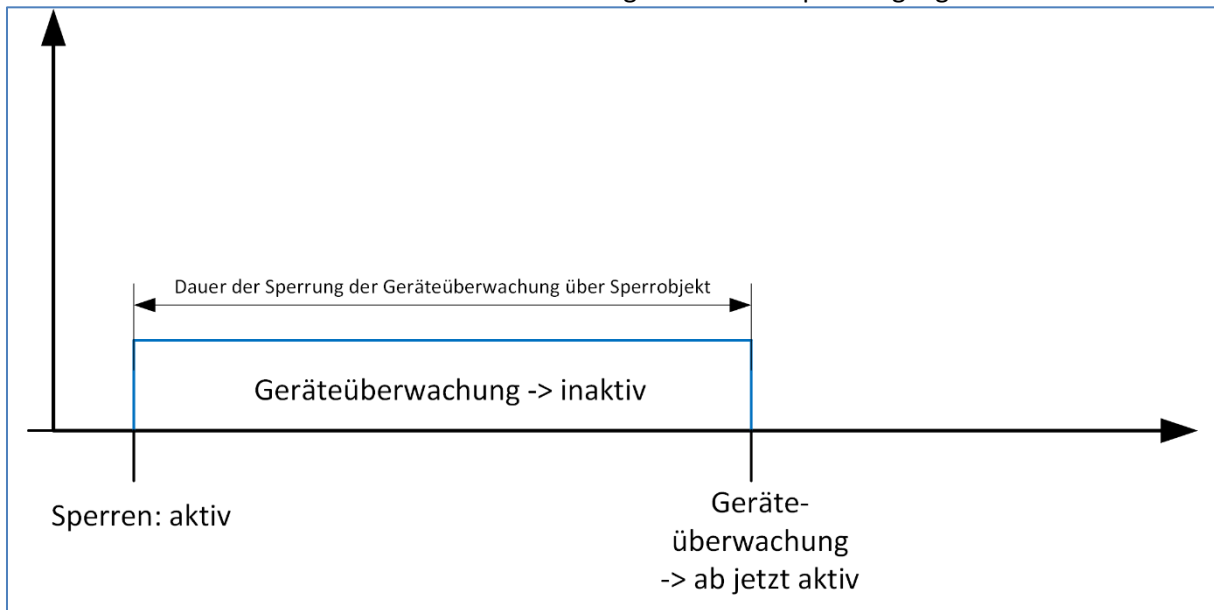 Dauer der Sperrung der Geräteüberwachung über Sperrobjekt
Geräteüberwachung -> inaktiv
Sperren: aktiv
Geräte-
überwachung
-> ab jetzt aktiv